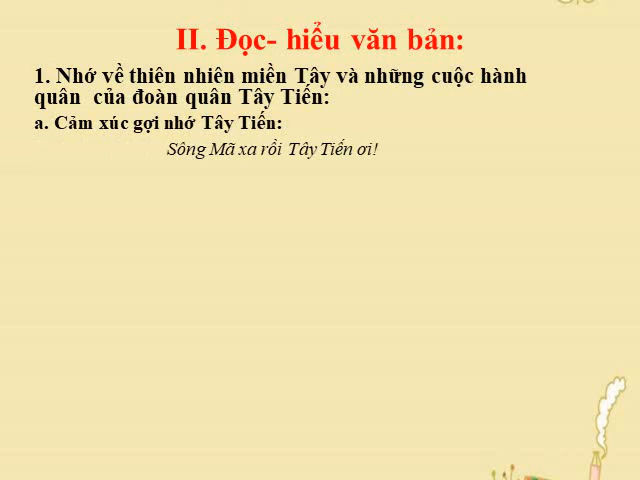 II. Đọc- hiểu văn bản:
1. Nhớ về thiên nhiên miền Tây và những cuộc hành
quân của đoàn quân Tây Tiến:
a. Cảm xúc gợi nhớ Tây Tiến:
Sông Mã xa rồi Tây Tiến ơi!